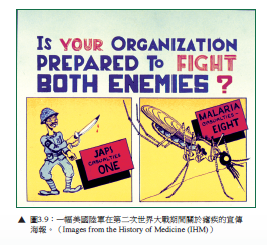 Is YOUR ORGANIZATION
PREPARED To FIGHT
BOTH ENEMIES ?
JAPS
CASUALTIES
ONE
MALARIA
CASUALTIES
EIGHT
▲ 圖3.9：一幅美國陸軍在第二次世界大戰期間關於瘧疾的宣傳
海報。（Images from the History of Medicine (IHM)）